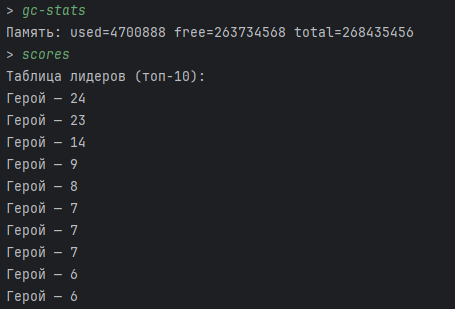 > gc-stats
Память: used=4700888 free=263734568 total=268435456
> scores
Таблица лидеров (топ-10):
Герой — 24
Герой — 23
Герой — 14
Герой — 9
Герой — 8
Герой — 7
Герой — 7
Герой — 7
Герой — 6
Герой — 6